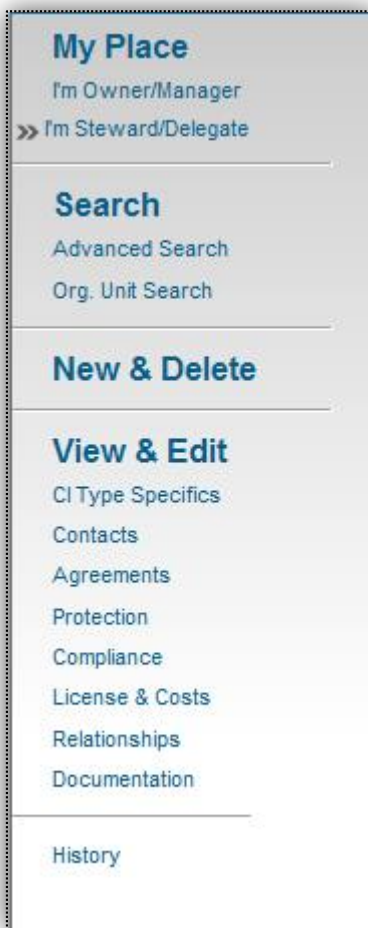 My Place
I'm Owner/Manager
» I'm Steward/Delegate
Search
Advanced Search
Org. Unit Search
New & Delete
View & Edit
CI Type Specifics
Contacts
Agreements
Protection
Compliance
License & Costs
Relationships
Documentation
History